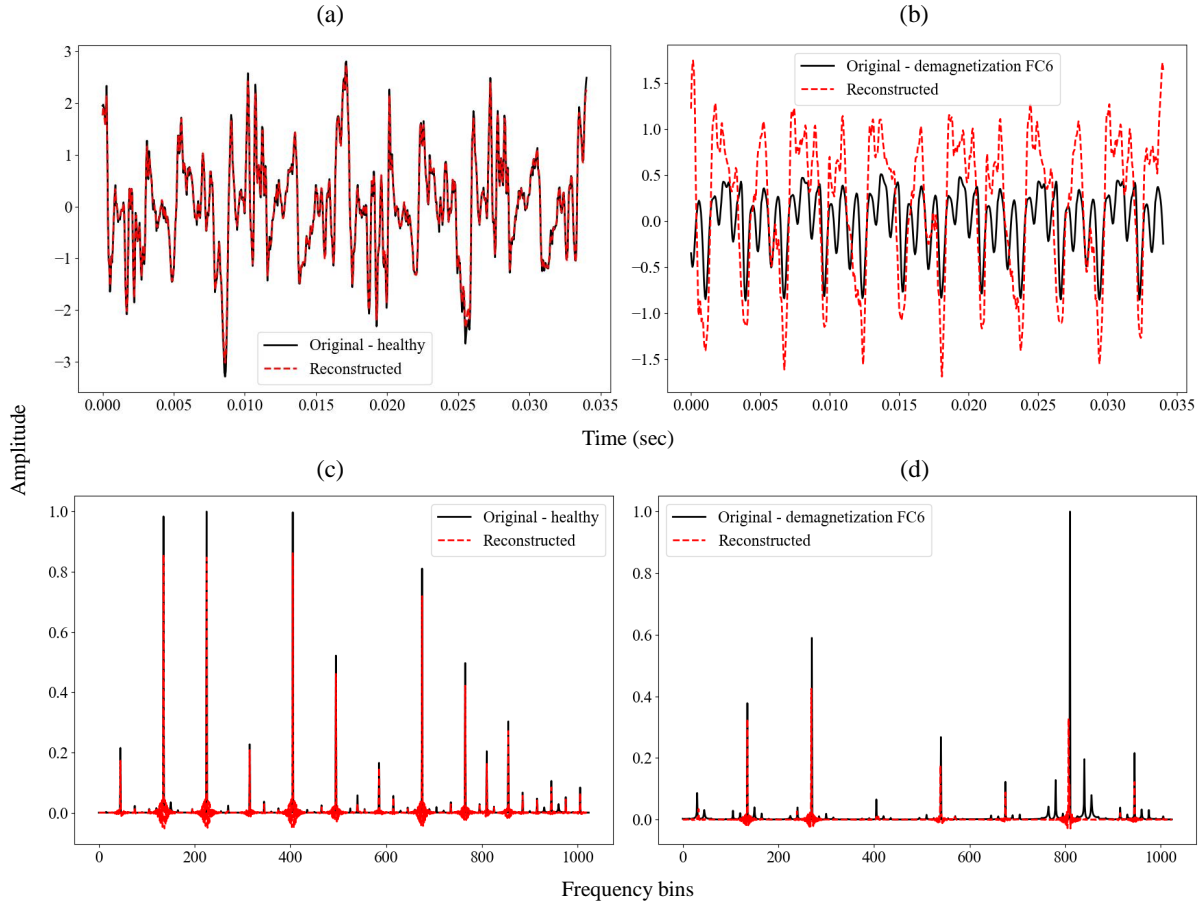 (a)
(b)
3
2
1
0
−1
−2
−3
Original - healthy
Reconstructed
0.000 0.005 0.010 0.015 0.020 0.025 0.030 0.035
1.5
1.0
0.5
0.0
−0.5
−1.0
−1.5
Original - demagnetization FC6
Reconstructed
0.000 0.005 0.010 0.015 0.020 0.025 0.030 0.035
Time (sec)
Amplitude
(c)
(d)
1.0
0.8
0.6
0.4
0.2
0.0
Original - healthy
Reconstructed
0 200 400 600 800 1000
1.0
0.8
0.6
0.4
0.2
0.0
Original - demagnetization FC6
Reconstructed
0 200 400 600 800 1000
Frequency bins